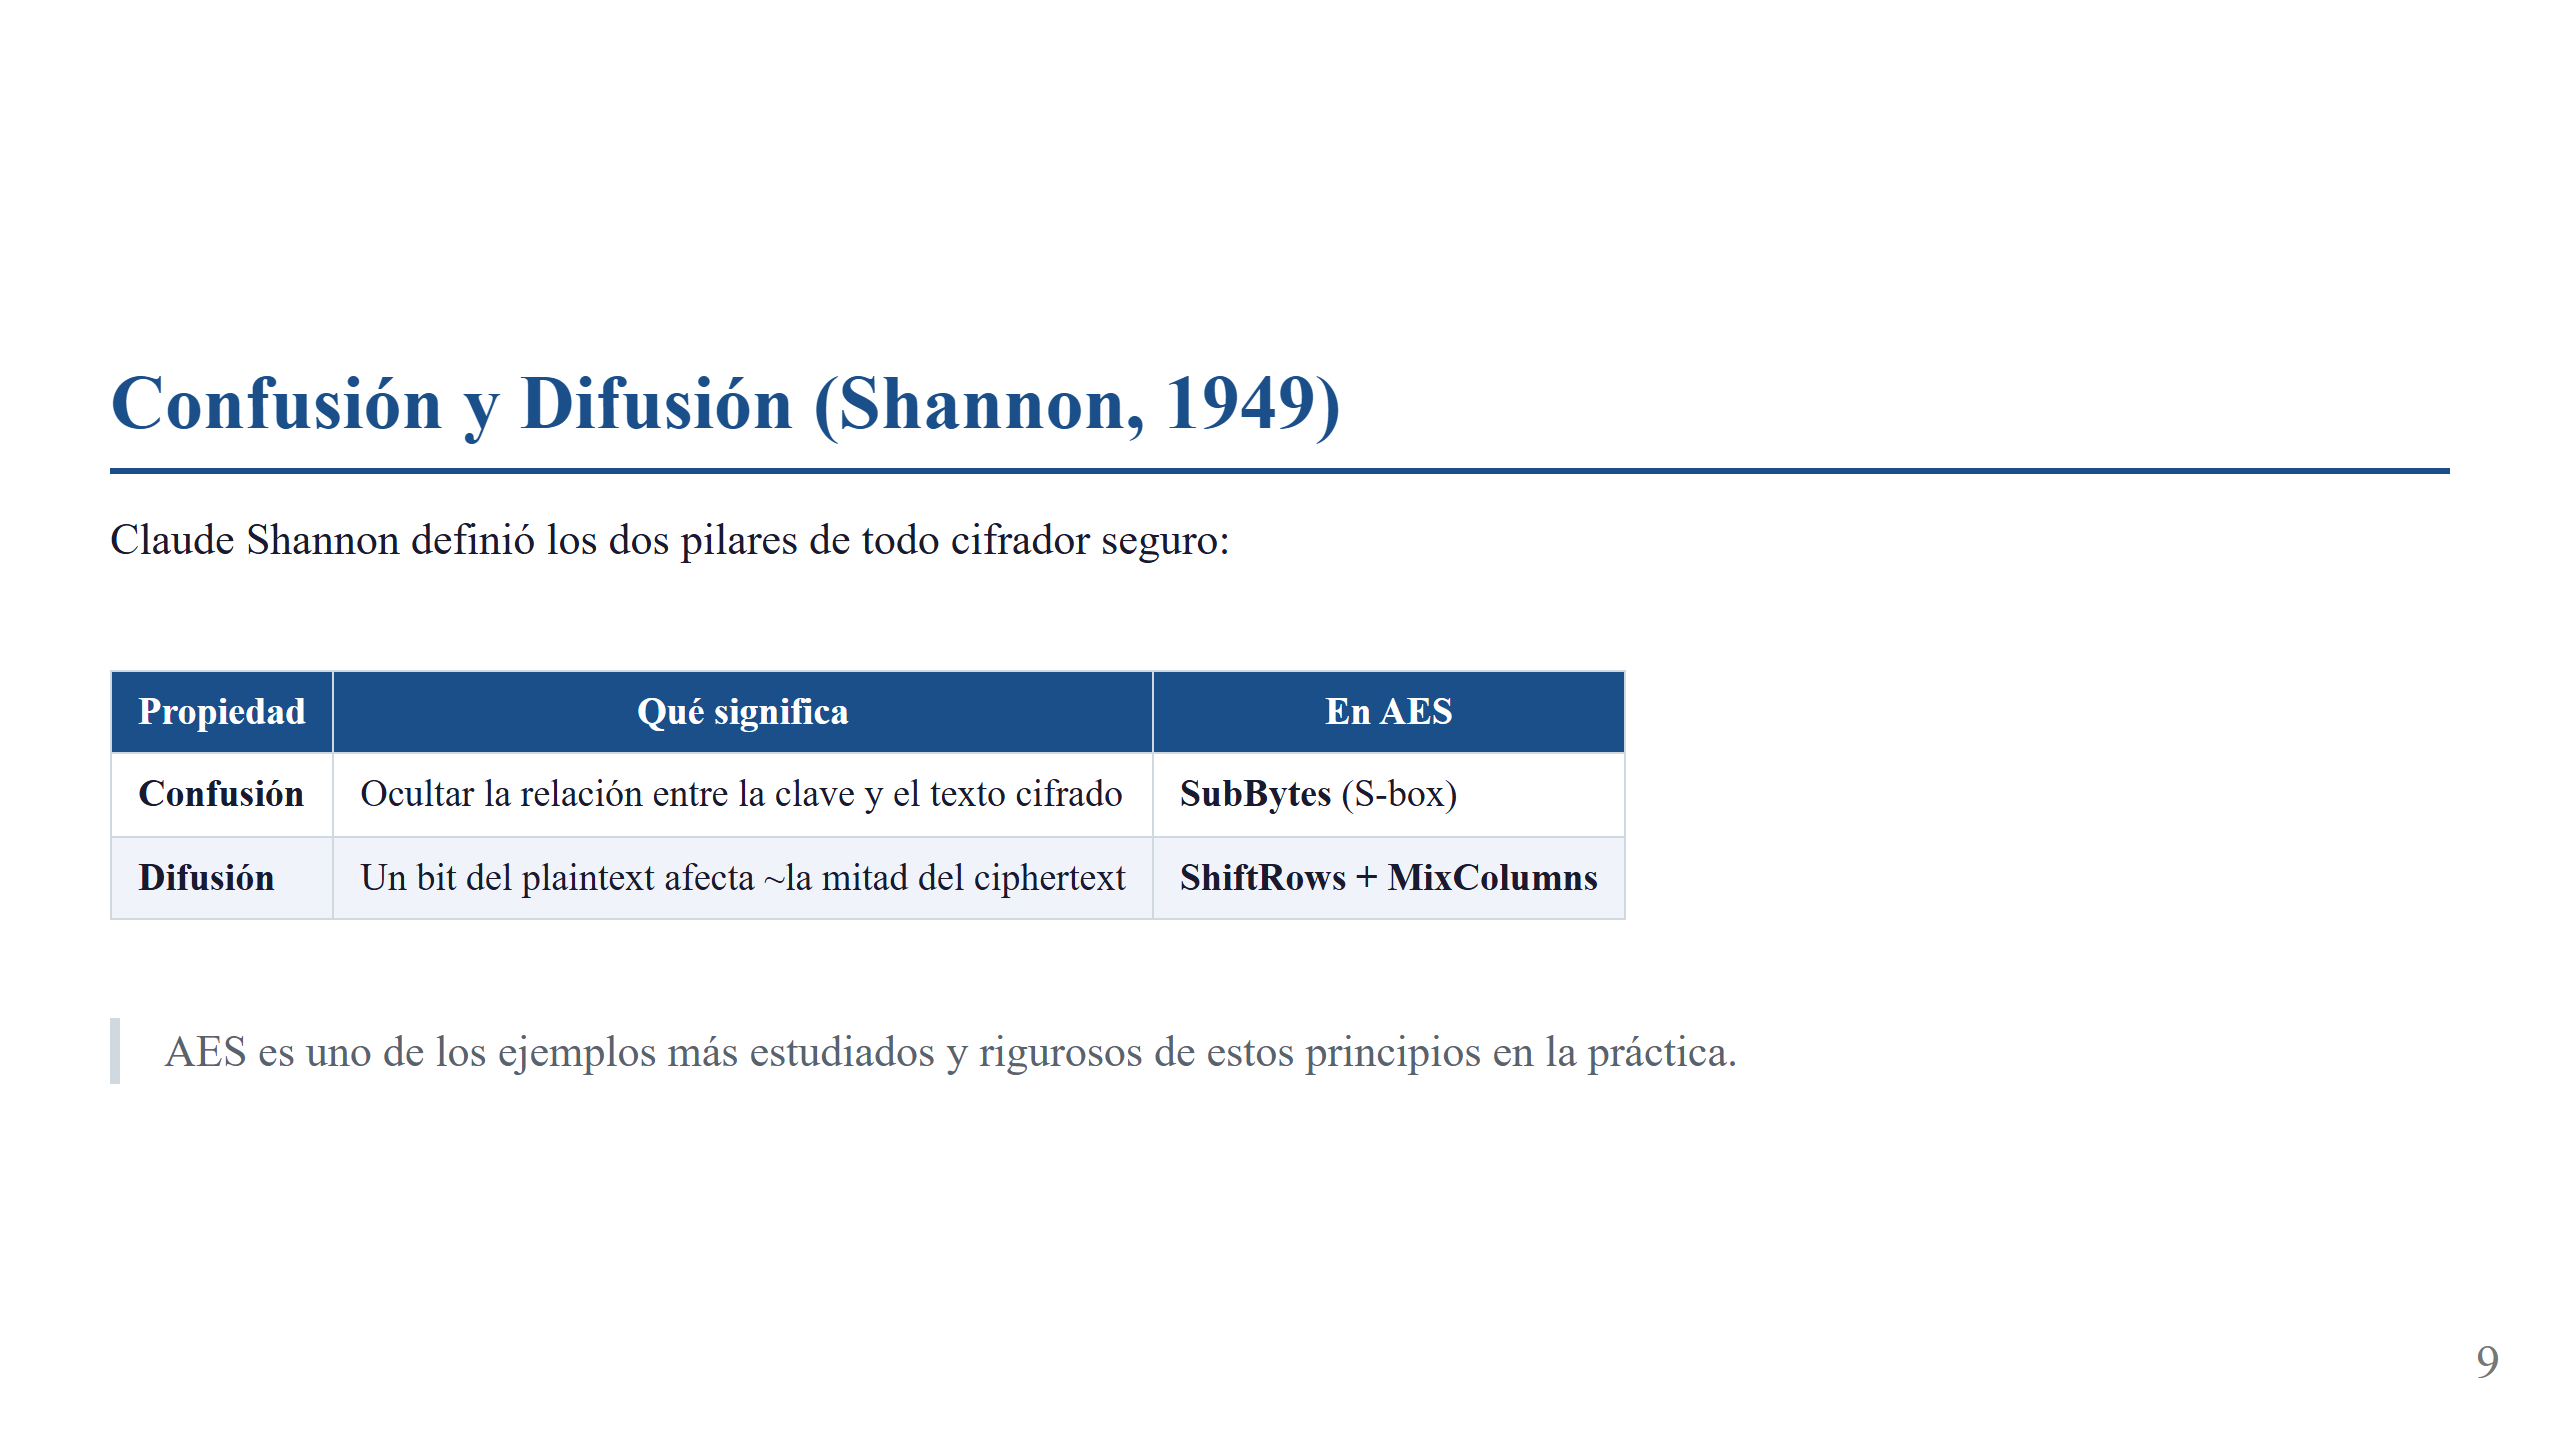 Confusión y Difusión (Shannon, 1949)
Claude Shannon definió los dos pilares de todo cifrador seguro:
Propiedad Qué significa En AES
Confusión Ocultar la relación entre la clave y el texto cifrado SubBytes (S-box)
Difusión Un bit del plaintext afecta ~la mitad del ciphertext ShiftRows + MixColumns
AES es uno de los ejemplos más estudiados y rigurosos de estos principios en la práctica.
9